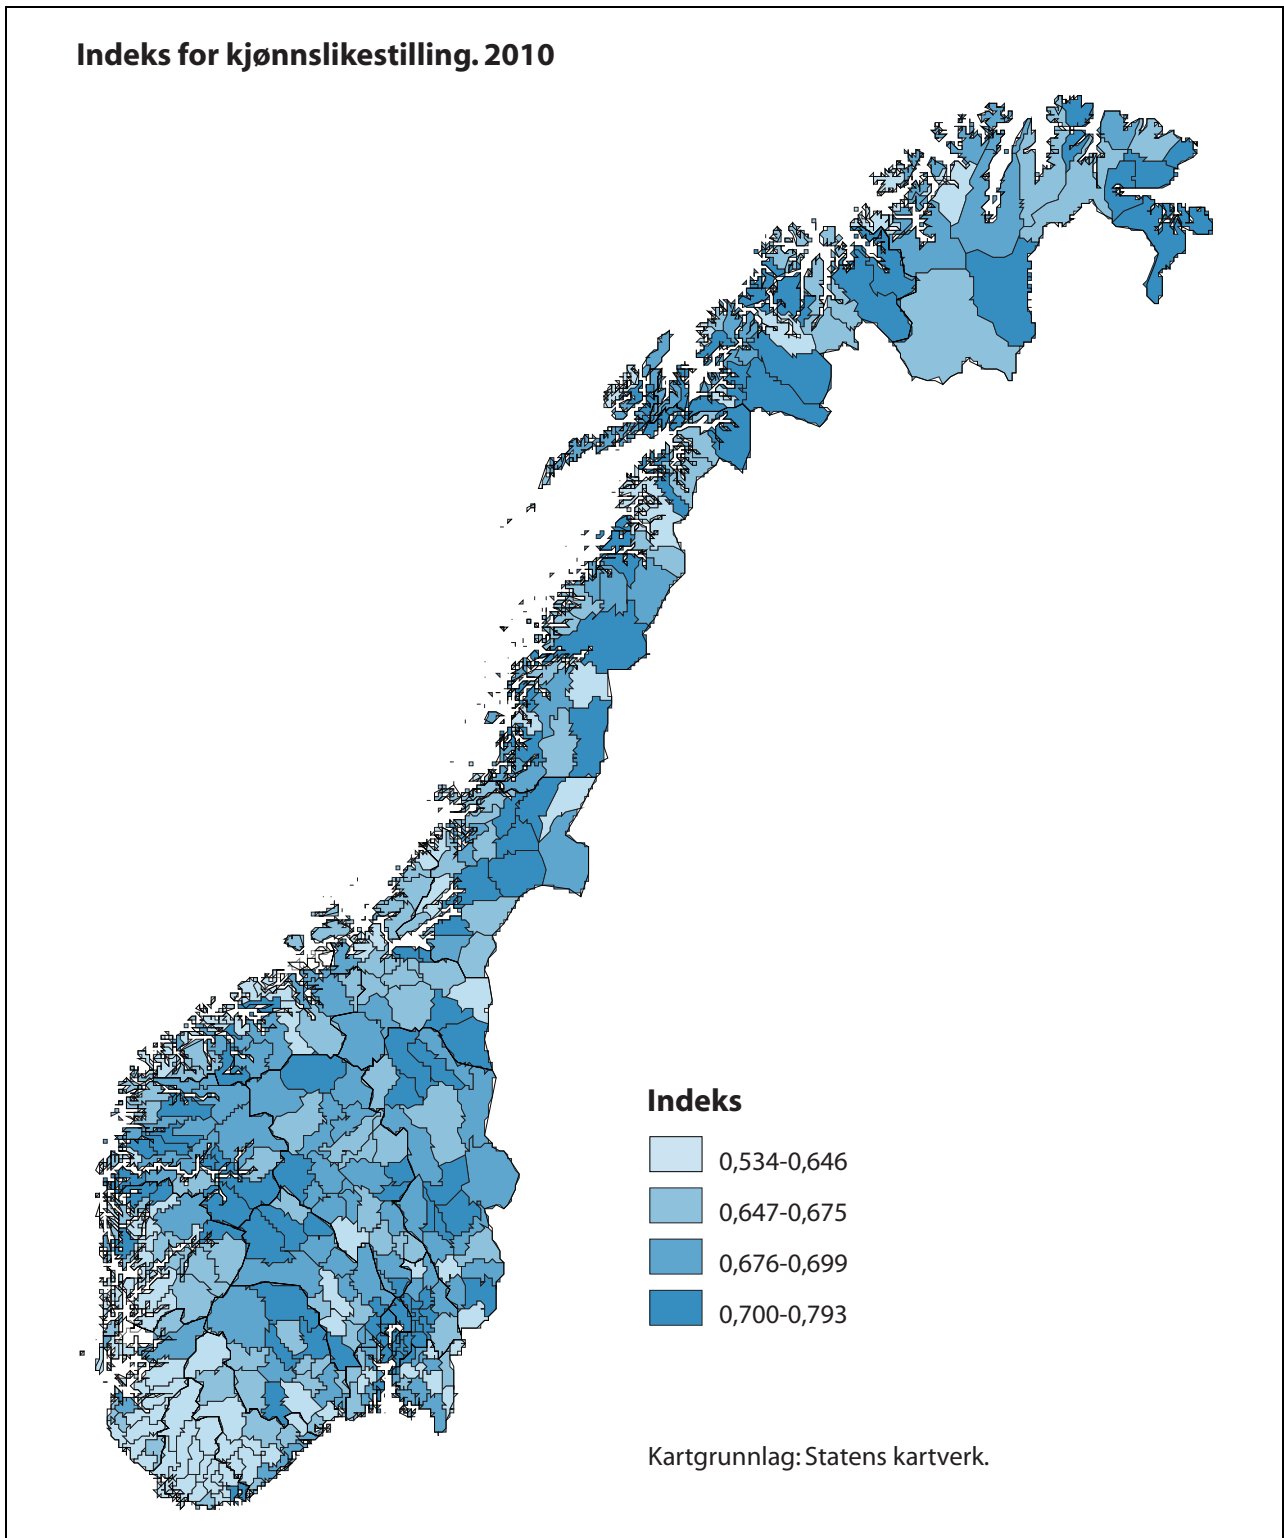 Indeks for kjønnslikestilling. 2010
Indeks
0,534-0,646
0,647-0,675
0,676-0,699
0,700-0,793
Kartgrunnlag: Statens kartverk.